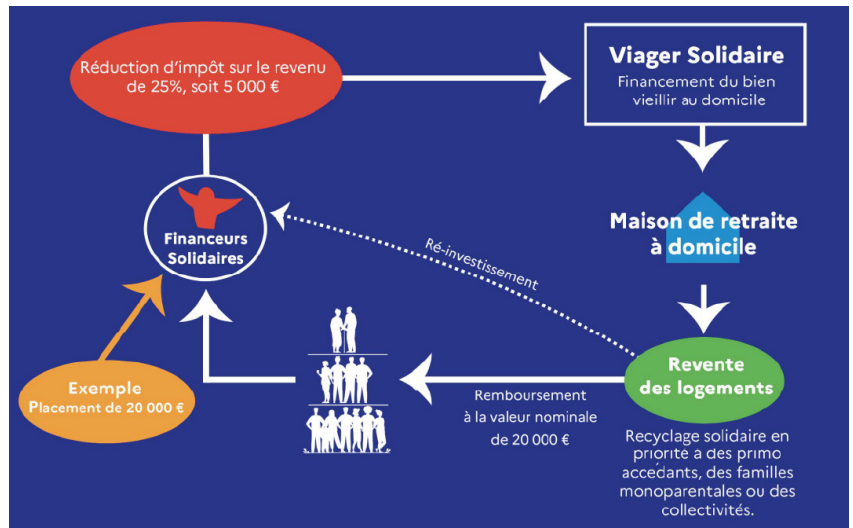 Réduction d'impôt sur le revenu
de 25%, soit 5 000 €
Viager Solidaire
Financement du bien
vieillir au domicile
Maison de retraite
à domicile
Financeurs
Solidaires
Ré-investissement
Exemple
Placement de 20 000 €
Remboursement
à la valeur nominale
de 20 000 €
Revente
des logements
Recyclage solidaire en
priorité à des primo
accédants, des familles
monoparentales ou des
collectivités.